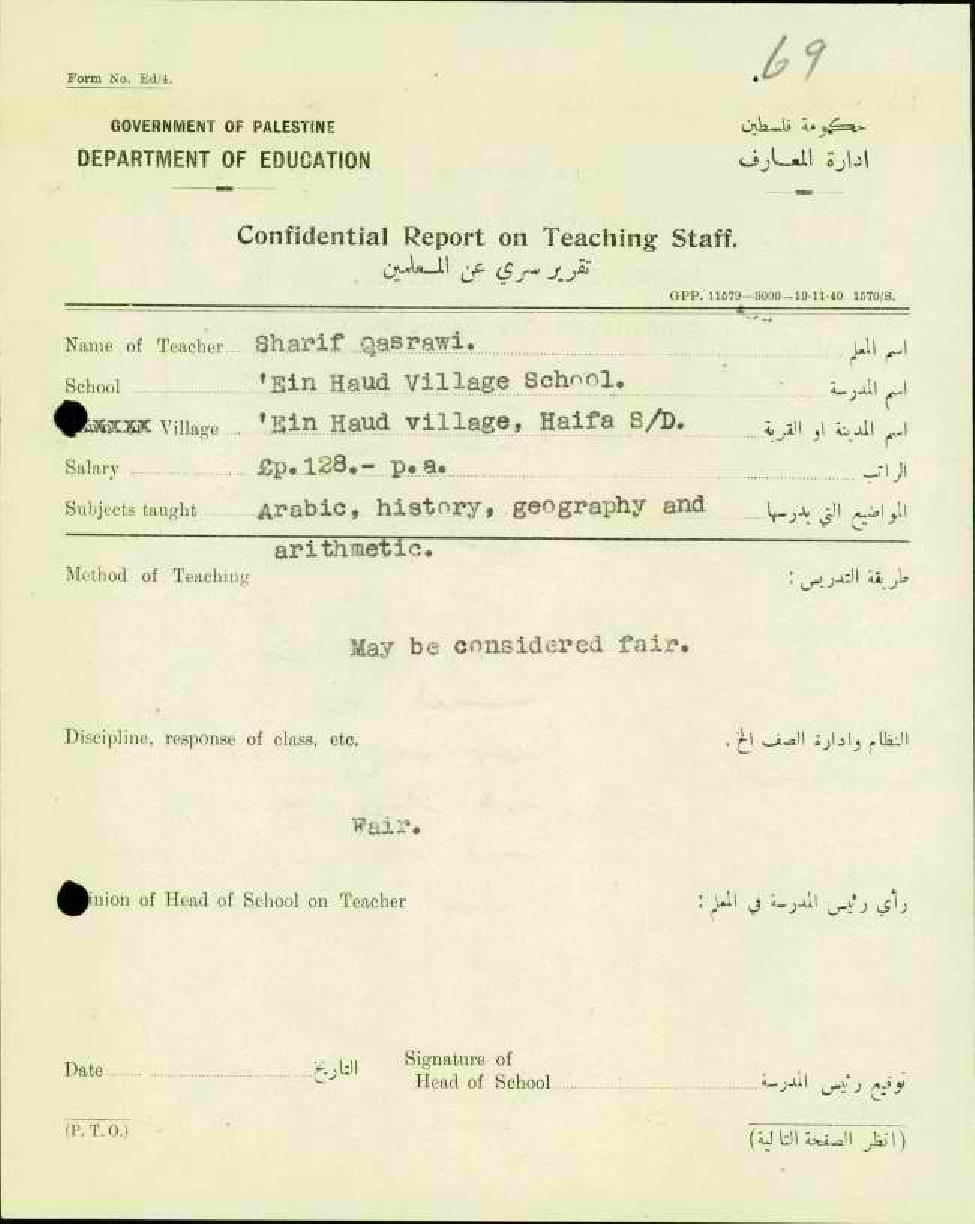 69
Form No. Ed/4.
GOVERNMENT OF PALESTINE
حكومة فلسطين
DEPARTMENT OF EDUCATION
ادارة المعارف
Confidential Report on Teaching Staff.
تقرير سري عن المعلمين
GPP. 11579—3000—19-11-40 1570/S.
Name of Teacher Sharif Qasrawi. اسم المعلم
School 'Ein Haud Village School. اسم المدرسة
Village 'Ein Haud village, Haifa S/D. اسم المدينة او القرية
Salary £p.128.- p.a. الراتب
Subjects taught Arabic, history, geography and المواضيع التي يدرسها
arithmetic.
Method of Teaching طريقة التدريس :
May be considered fair.
Discipline, response of class, etc. النظام وادارة الصف الخ .
Fair.
inion of Head of School on Teacher رأي رئيس المدرسة في المعلم :
Date التاريخ Signature of
Head of School توقيع رئيس المدرسة
(P. T. O.) (انظر الصفحة التالية)